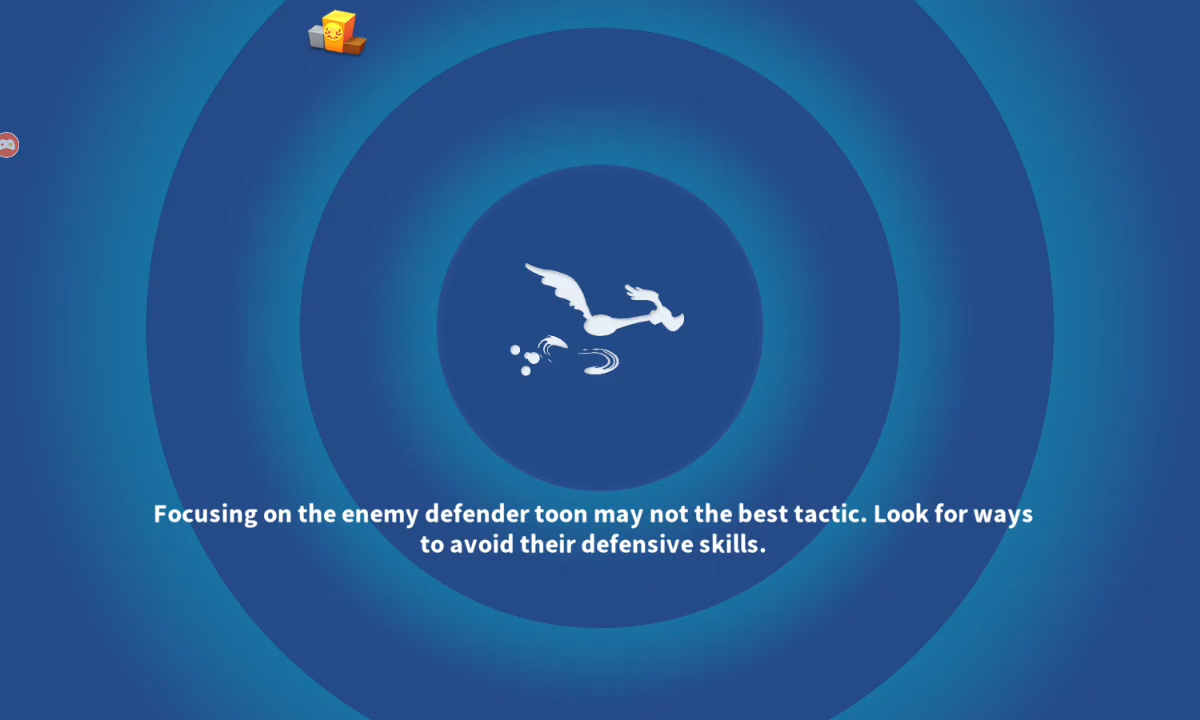 Focusing on the enemy defender toon may not the best tactic. Look for ways
to avoid their defensive skills.